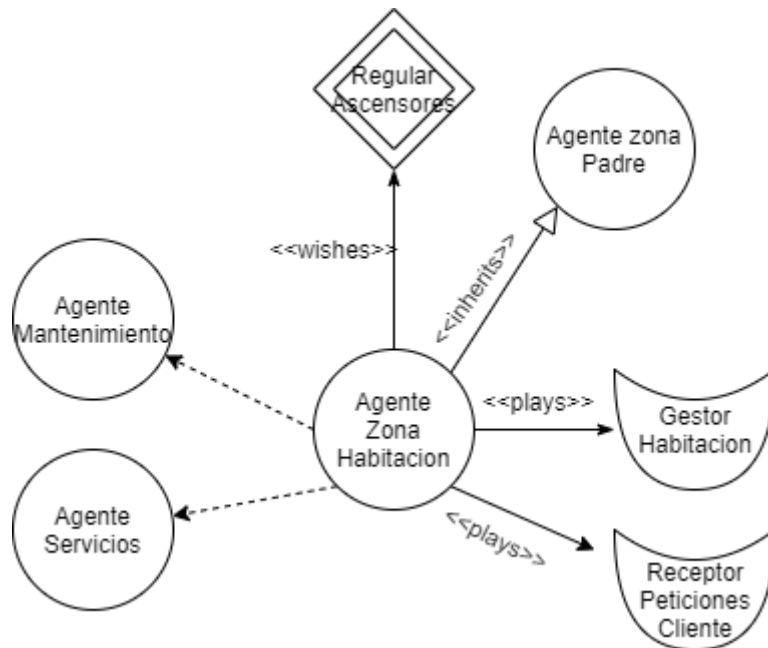 Regular
Ascensores
Agente zona
Padre
<<wishes>>
<<inherits>>
Agente
Mantenimiento
Agente
Zona
Habitacion
<<plays>>
Gestor
Habitacion
Agente
Servicios
<<plays>>
Receptor
Peticiones
Cliente